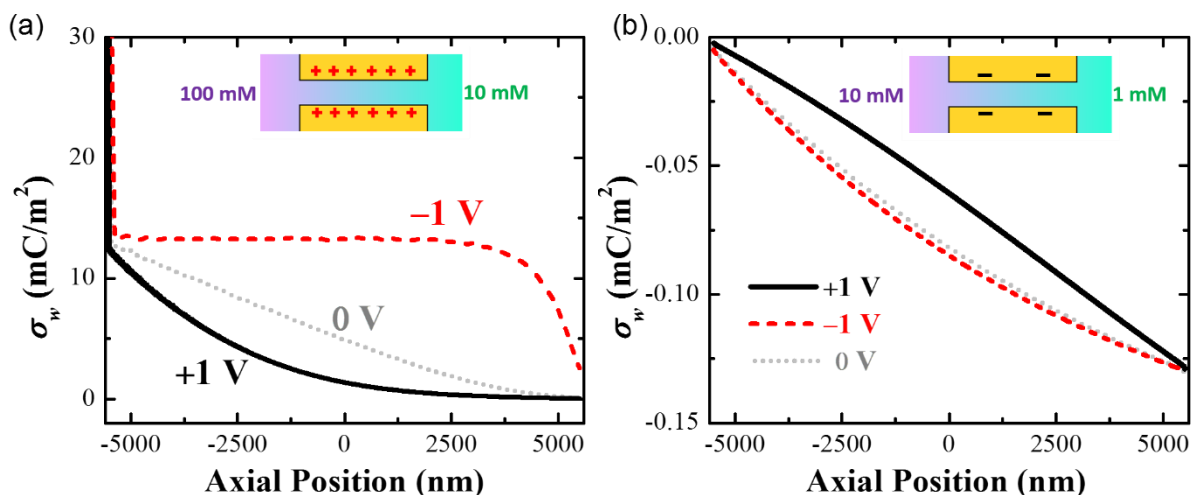 (a)
30
20
10
0
σw (mC/m²)
100 mM
+ + + + + +
+ + + + + +
10 mM
−1 V
0 V
+1 V
-5000 -2500 0 2500 5000
Axial Position (nm)
(b)
0.00
-0.05
-0.10
-0.15
σw (mC/m²)
10 mM
− −
− −
1 mM
+1 V
−1 V
0 V
-5000 -2500 0 2500 5000
Axial Position (nm)